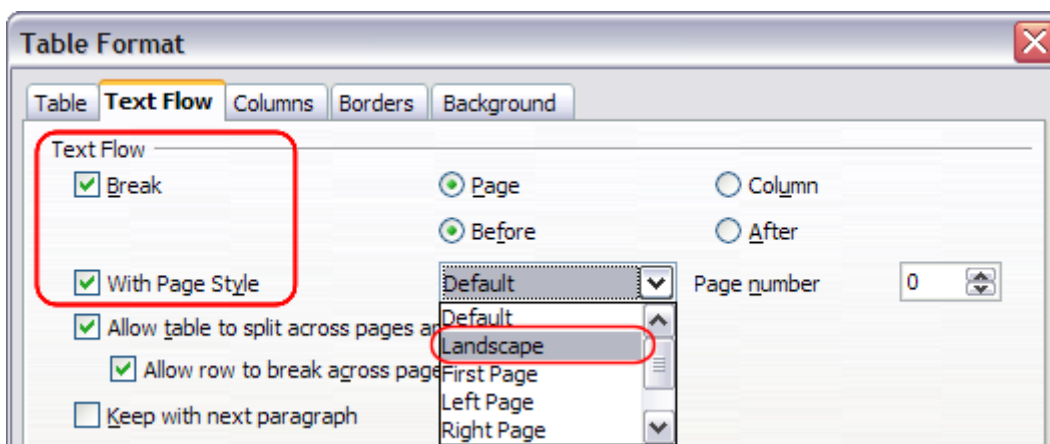 Table Format
Table Text Flow Columns Borders Background
Text Flow
Break Page Column
Before After
With Page Style Default Page number 0
Default
Allow table to split across pages
Landscape
Allow row to break across
First Page
Left Page
Keep with next paragraph
Right Page